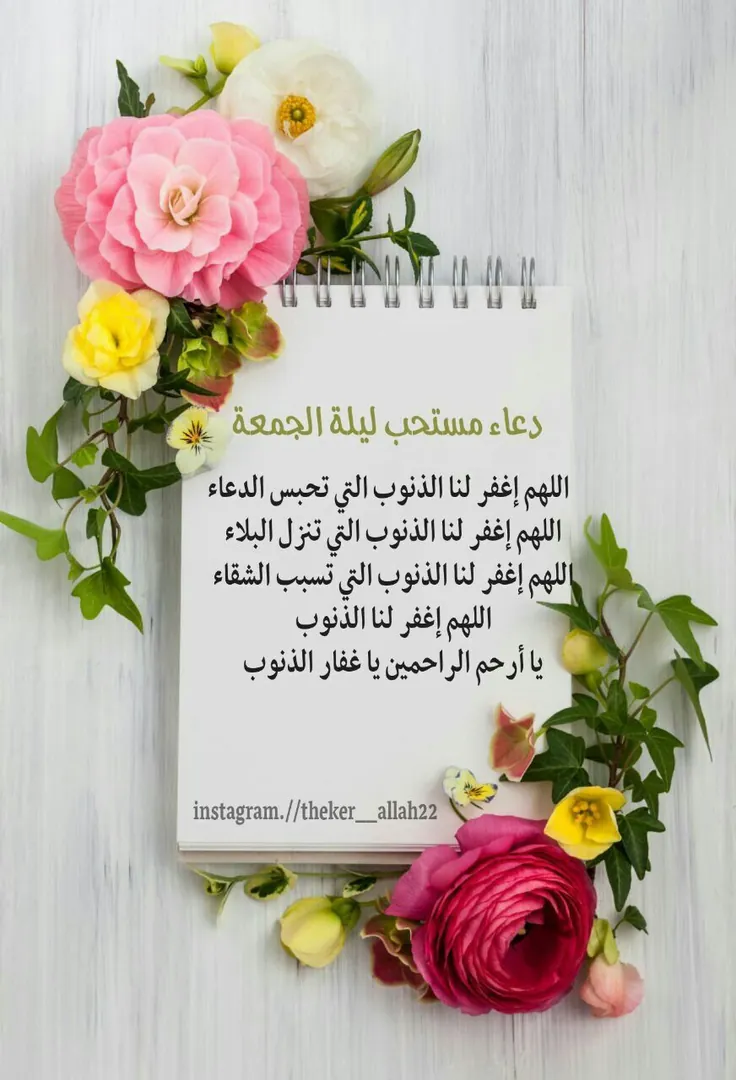 دعاء مستحب ليلة الجمعة
اللهم إغفر لنا الذنوب التي تحبس الدعاء
اللهم إغفر لنا الذنوب التي تنزل البلاء
اللهم إغفر لنا الذنوب التي تسبب الشقاء
اللهم إغفر لنا الذنوب
يا أرحم الراحمين يا غفار الذنوب
instagram.//theker__allah22